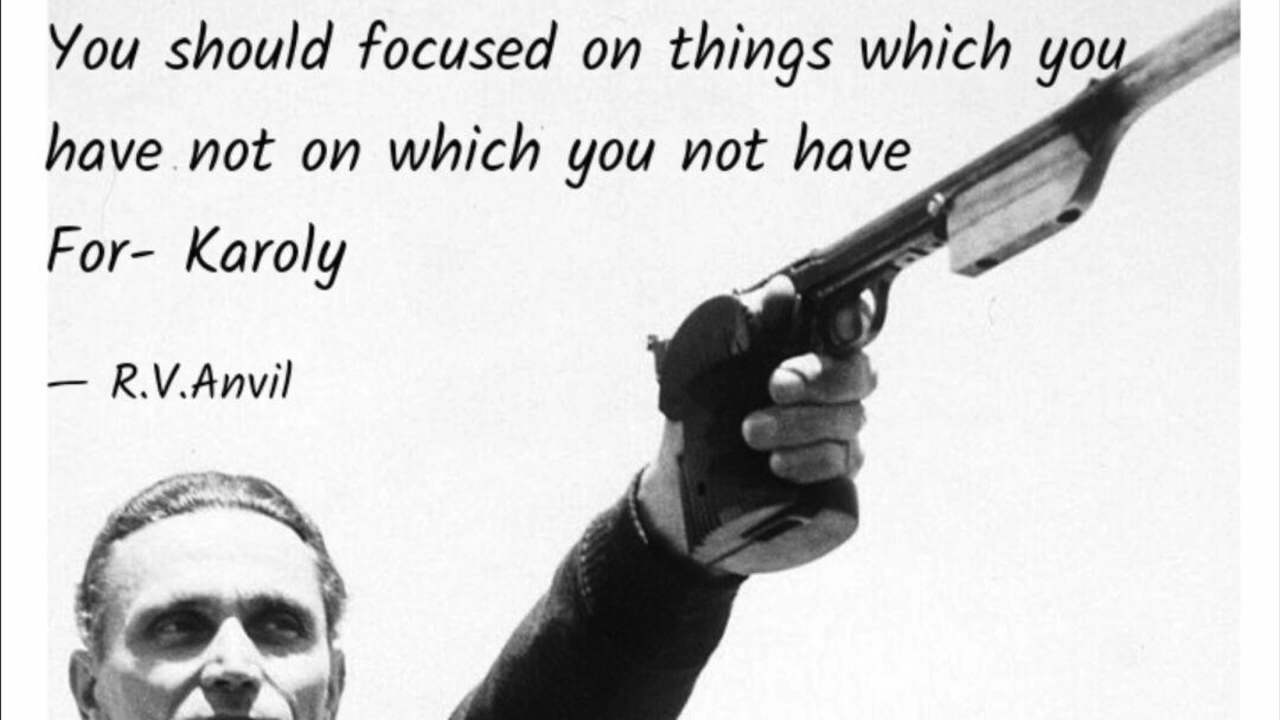 You should focused on things which you
have not on which you not have
For- Karoly
— R.V.Anvil